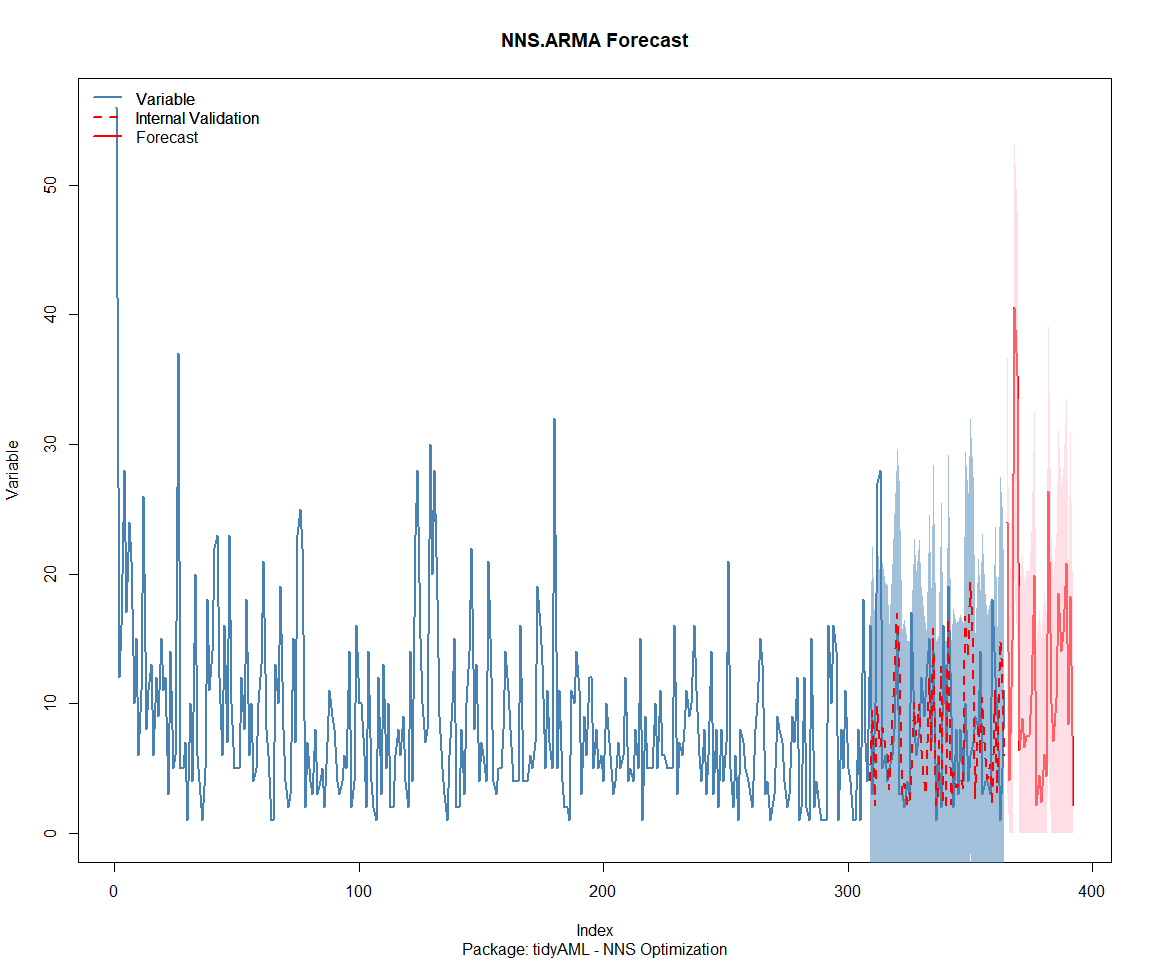 NNS.ARMA Forecast
Variable
Internal Validation
Forecast
50
40
30
20
10
0
Variable
0
100
200
300
400
Index
Package: tidyAML - NNS Optimization